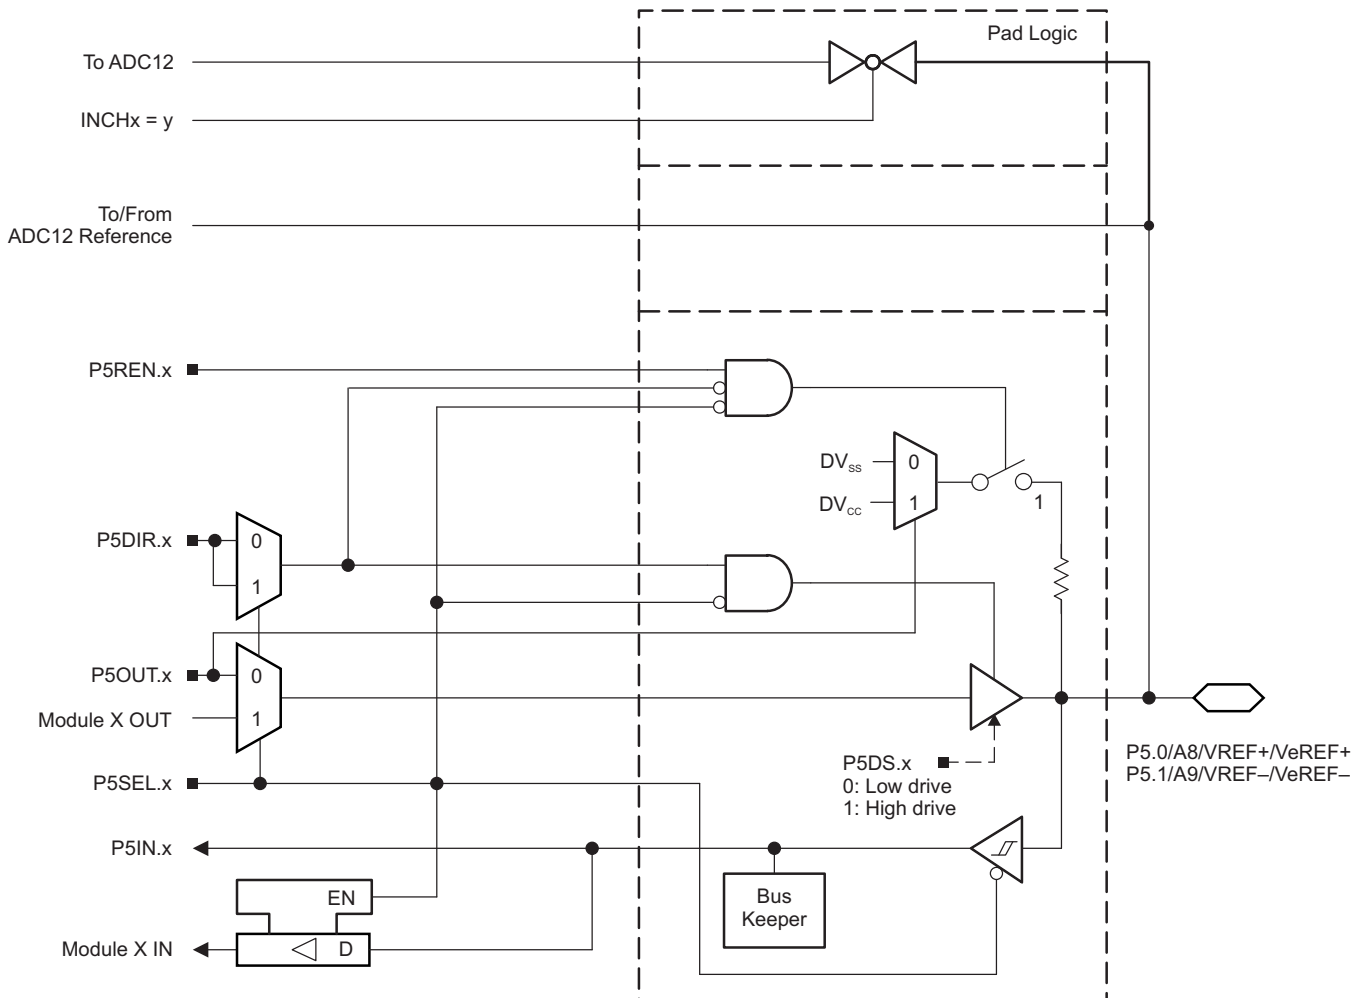 Pad Logic
To ADC12
INCHx = y
To/From
ADC12 Reference
P5REN.x
DVSS
0
DVCC
1
1
P5DIR.x
0
1
P5OUT.x
0
Module X OUT
1
P5SEL.x
P5DS.x
0: Low drive
1: High drive
P5.0/A8/VREF+/VeREF+
P5.1/A9/VREF–/VeREF–
P5IN.x
Bus
Keeper
EN
Module X IN
D